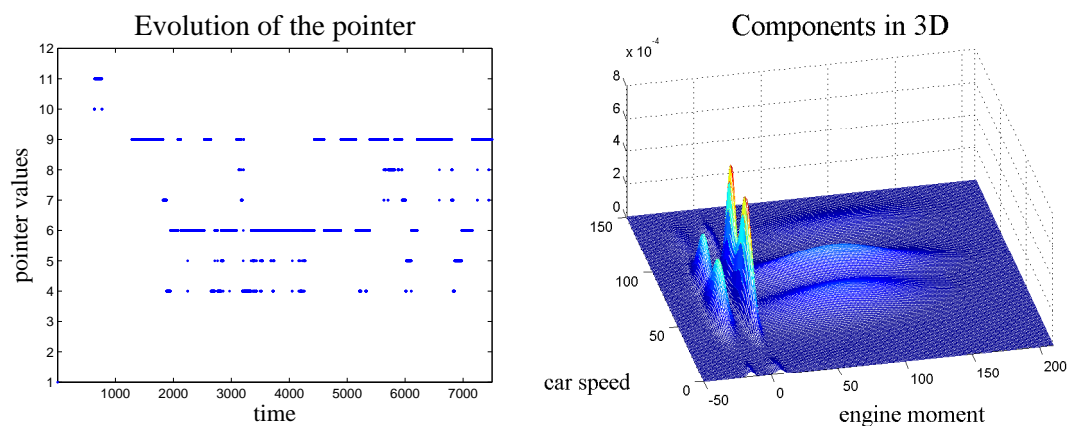 Evolution of the pointer
12
11
10
9
8
7
6
5
4
3
2
1
pointer values
1000 2000 3000 4000 5000 6000 7000
time
Components in 3D
x 10⁻⁴
8
6
4
2
0
150
100
50
0
car speed
-50 0 50 100 150 200
engine moment